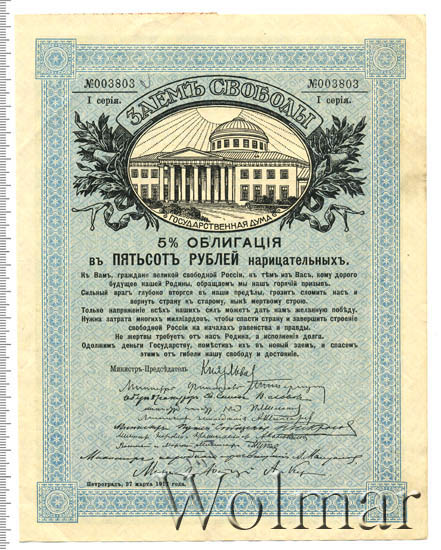 №003803 №003803
I серія. I серія.
ЗАЕМЪ СВОБОДЫ
ГОСУДАРСТВЕННАЯ ДУМА
5% ОБЛИГАЦІЯ
въ ПЯТЬСОТЪ РУБЛЕЙ нарицательныхъ.
Къ Вамъ, граждане великой свободной Россіи, къ тѣмъ изъ Васъ, кому дорого
будущее нашей Родины, обращаемъ мы нашъ горячій призывъ.
Сильный врагъ глубоко вторгся въ наши предѣлы, грозитъ сломить насъ и
вернуть страну къ старому, нынѣ мертвому строю.
Только напряженіе всѣхъ нашихъ силъ можетъ дать намъ желанную побѣду.
Нужна затрата многихъ милліардовъ, чтобы спасти страну и завершить строеніе
свободной Россіи на началахъ равенства и правды.
Не жертвы требуетъ отъ насъ Родина, а исполненія долга.
Одолжимъ деньги Государству, помѣстивъ ихъ въ новый заемъ, и спасемъ
этимъ отъ гибели нашу свободу и достояніе.
Министръ-Предсѣдатель Князь Львовъ
Петроградъ, 27 марта 1917 года.
Wolmar